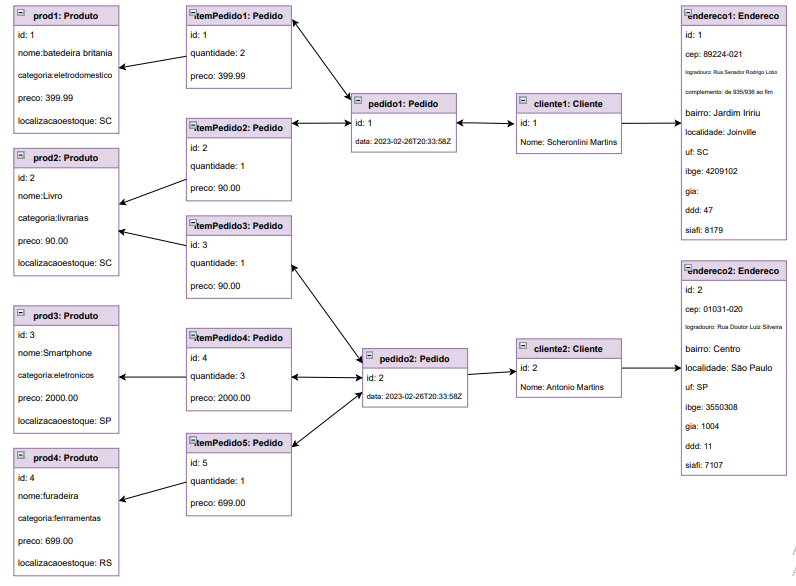 prod1: Produto
id: 1
nome:batedeira britania
categoria:eletrodomestico
preco: 399.99
localizacaoestoque: SC
prod2: Produto
id: 2
nome:Livro
categoria:livrarias
preco: 90.00
localizacaoestoque: SC
prod3: Produto
id: 3
nome:Smartphone
categoria:eletronicos
preco: 2000.00
localizacaoestoque: SP
prod4: Produto
id: 4
nome:furadeira
categoria:ferrramentas
preco: 699.00
localizacaoestoque: RS
itemPedido1: Pedido
id: 1
quantidade: 2
preco: 399.99
itemPedido2: Pedido
id: 2
quantidade: 1
preco: 90.00
itemPedido3: Pedido
id: 3
quantidade: 1
preco: 90.00
itemPedido4: Pedido
id: 4
quantidade: 3
preco: 2000.00
itemPedido5: Pedido
id: 5
quantidade: 1
preco: 699.00
pedido1: Pedido
id: 1
data: 2023-02-26T20:33:58Z
pedido2: Pedido
id: 2
data: 2023-02-26T20:33:58Z
cliente1: Cliente
id: 1
Nome: Scheronlini Martins
cliente2: Cliente
id: 2
Nome: Antonio Martins
endereco1: Endereco
id: 1
cep: 89224-021
logradouro: Rua Senador Rodrigo Lobo
complemento: de 935/936 ao fim
bairro: Jardim Iririu
localidade: Joinville
uf: SC
ibge: 4209102
gia:
ddd: 47
siafi: 8179
endereco2: Endereco
id: 2
cep: 01031-020
logradouro: Rua Doutor Luiz Silveira
bairro: Centro
localidade: São Paulo
uf: SP
ibge: 3550308
gia: 1004
ddd: 11
siafi: 7107